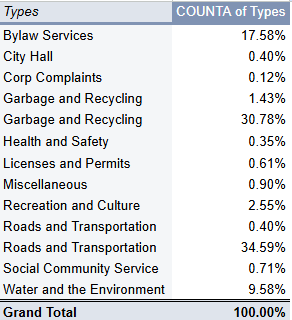 Types COUNTA of Types
Bylaw Services 17.58%
City Hall 0.40%
Corp Complaints 0.12%
Garbage and Recycling 1.43%
Garbage and Recycling 30.78%
Health and Safety 0.35%
Licenses and Permits 0.61%
Miscellaneous 0.90%
Recreation and Culture 2.55%
Roads and Transportation 0.40%
Roads and Transportation 34.59%
Social Community Service 0.71%
Water and the Environment 9.58%
Grand Total 100.00%